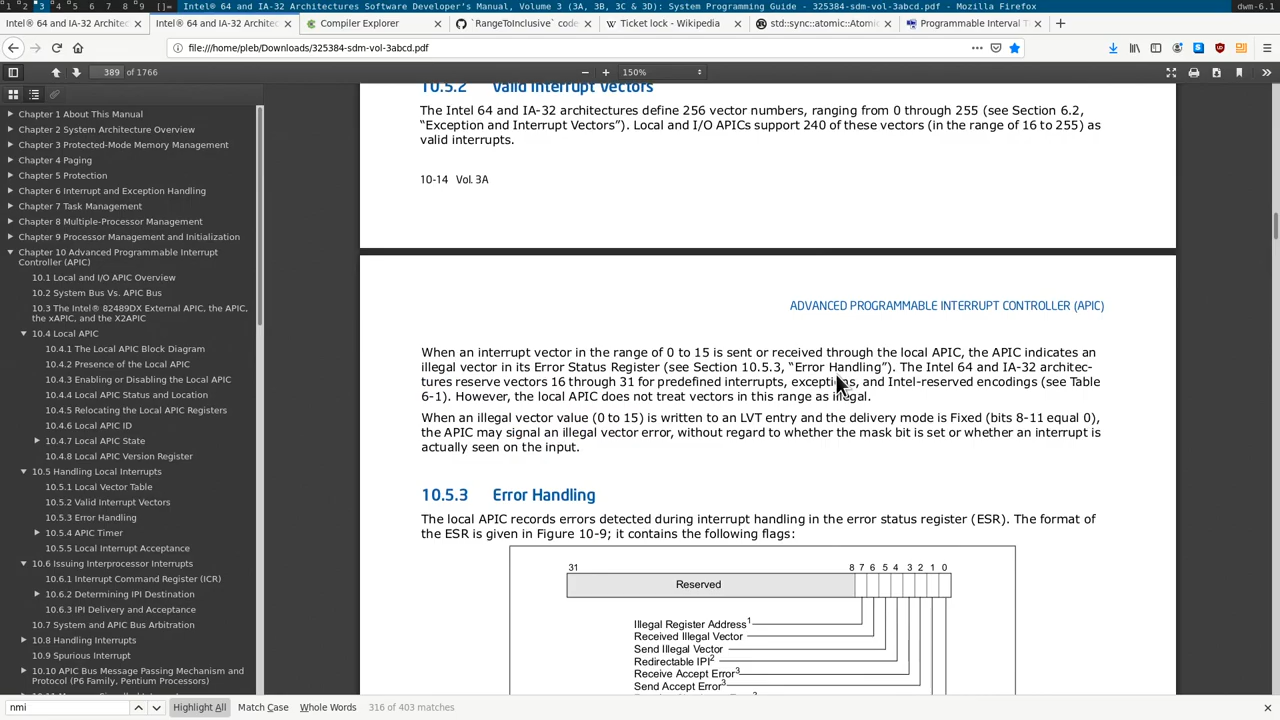 1 2 3 4 5 6 7 8 9 []= Intel® 64 and IA-32 Architectures Software Developer's Manual, Volume 3 (3A, 3B, 3C & 3D): System Programming Guide - 325384-sdm-vol-3abcd.pdf - Mozilla Firefox dwm-6.1
Intel® 64 and IA-32 Architec
Intel® 64 and IA-32 Architec
Compiler Explorer
`RangeToInclusive` code
Ticket lock - Wikipedia
std::sync::atomic::Atomic
Programmable Interval T
file:///home/pleb/Downloads/325384-sdm-vol-3abcd.pdf
389 of 1766
150%
Chapter 1 About This Manual
Chapter 2 System Architecture Overview
Chapter 3 Protected-Mode Memory Management
Chapter 4 Paging
Chapter 5 Protection
Chapter 6 Interrupt and Exception Handling
Chapter 7 Task Management
Chapter 8 Multiple-Processor Management
Chapter 9 Processor Management and Initialization
Chapter 10 Advanced Programmable Interrupt
Controller (APIC)
10.1 Local and I/O APIC Overview
10.2 System Bus Vs. APIC Bus
10.3 The Intel® 82489DX External APIC, the APIC,
the xAPIC, and the X2APIC
10.4 Local APIC
10.4.1 The Local APIC Block Diagram
10.4.2 Presence of the Local APIC
10.4.3 Enabling or Disabling the Local APIC
10.4.4 Local APIC Status and Location
10.4.5 Relocating the Local APIC Registers
10.4.6 Local APIC ID
10.4.7 Local APIC State
10.4.8 Local APIC Version Register
10.5 Handling Local Interrupts
10.5.1 Local Vector Table
10.5.2 Valid Interrupt Vectors
10.5.3 Error Handling
10.5.4 APIC Timer
10.5.5 Local Interrupt Acceptance
10.6 Issuing Interprocessor Interrupts
10.6.1 Interrupt Command Register (ICR)
10.6.2 Determining IPI Destination
10.6.3 IPI Delivery and Acceptance
10.7 System and APIC Bus Arbitration
10.8 Handling Interrupts
10.9 Spurious Interrupt
10.10 APIC Bus Message Passing Mechanism and
Protocol (P6 Family, Pentium Processors)
10.5.2 Valid Interrupt Vectors
The Intel 64 and IA-32 architectures define 256 vector numbers, ranging from 0 through 255 (see Section 6.2,
“Exception and Interrupt Vectors”). Local and I/O APICs support 240 of these vectors (in the range of 16 to 255) as
valid interrupts.
10-14 Vol. 3A
ADVANCED PROGRAMMABLE INTERRUPT CONTROLLER (APIC)
When an interrupt vector in the range of 0 to 15 is sent or received through the local APIC, the APIC indicates an
illegal vector in its Error Status Register (see Section 10.5.3, “Error Handling”). The Intel 64 and IA-32 architec-
tures reserve vectors 16 through 31 for predefined interrupts, exceptions, and Intel-reserved encodings (see Table
6-1). However, the local APIC does not treat vectors in this range as illegal.
When an illegal vector value (0 to 15) is written to an LVT entry and the delivery mode is Fixed (bits 8-11 equal 0),
the APIC may signal an illegal vector error, without regard to whether the mask bit is set or whether an interrupt is
actually seen on the input.
10.5.3 Error Handling
The local APIC records errors detected during interrupt handling in the error status register (ESR). The format of
the ESR is given in Figure 10-9; it contains the following flags:
31 8 7 6 5 4 3 2 1 0
Reserved
Illegal Register Address1
Received Illegal Vector
Send Illegal Vector
Redirectable IPI2
Receive Accept Error3
Send Accept Error3
nmi
Highlight All
Match Case
Whole Words
316 of 403 matches